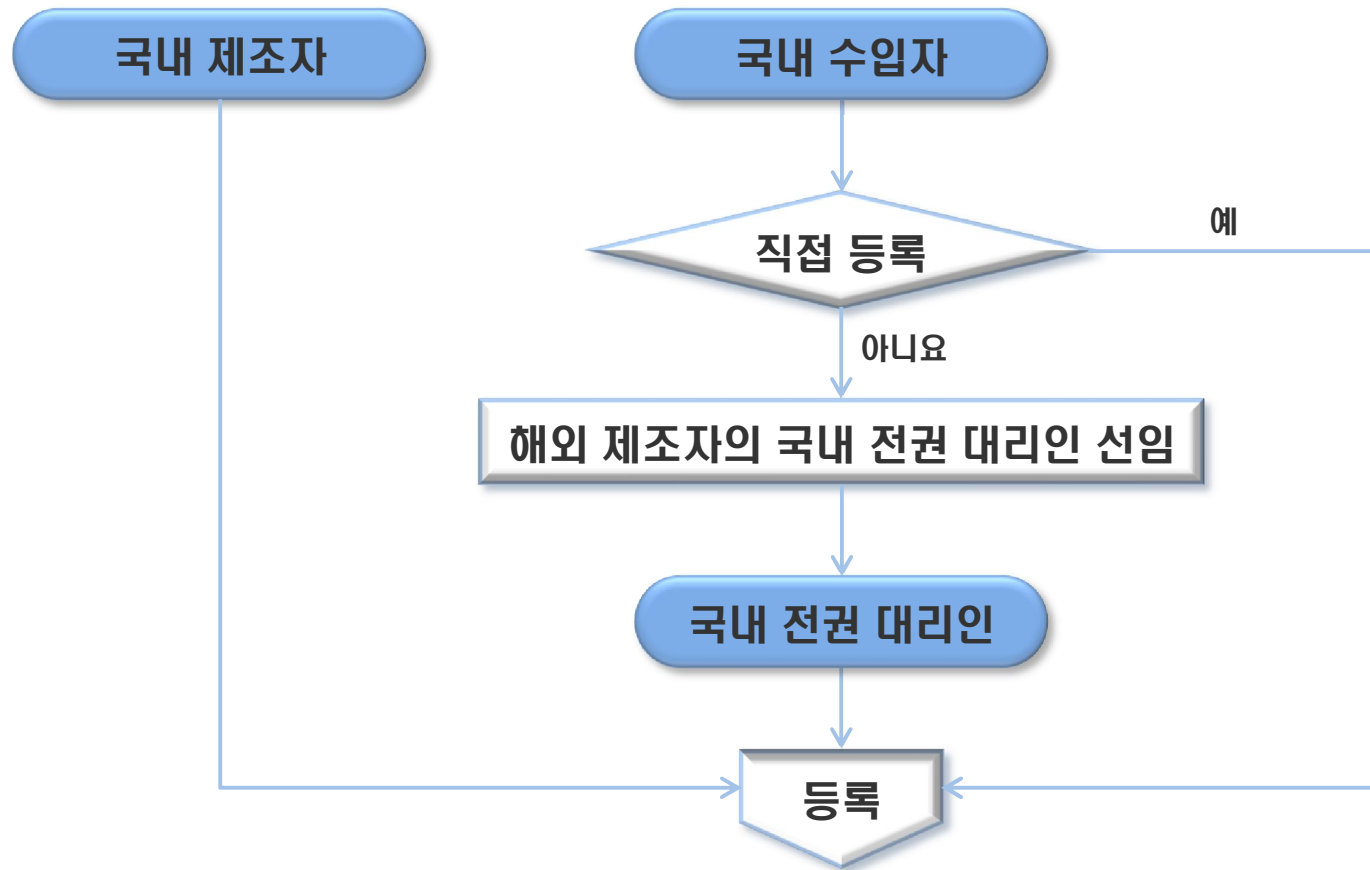 국내 제조자
국내 수입자
직접 등록
예
아니요
해외 제조자의 국내 전권 대리인 선임
국내 전권 대리인
등록